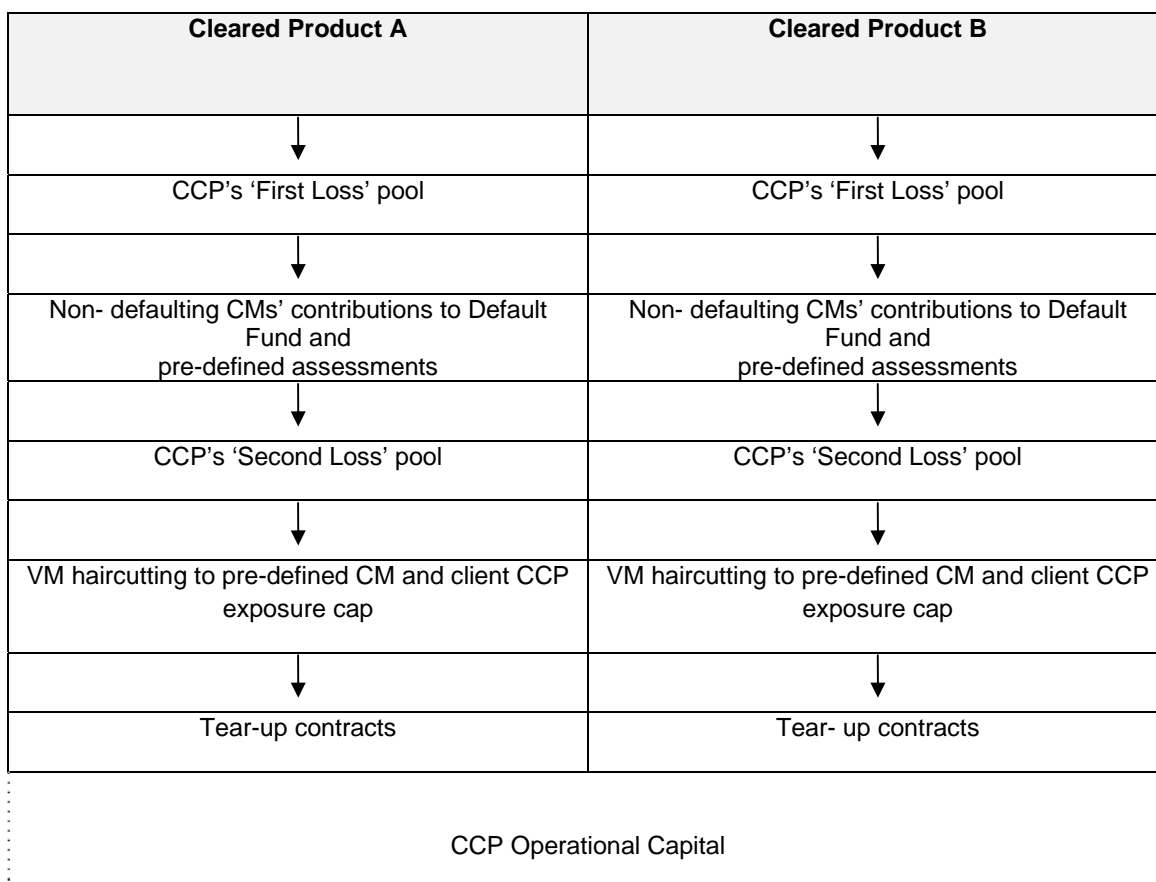 Cleared Product A
Cleared Product B
CCP's 'First Loss' pool
CCP's 'First Loss' pool
Non- defaulting CMs' contributions to Default
Fund and
pre-defined assessments
Non- defaulting CMs' contributions to Default
Fund and
pre-defined assessments
CCP's 'Second Loss' pool
CCP's 'Second Loss' pool
VM haircutting to pre-defined CM and client CCP
exposure cap
VM haircutting to pre-defined CM and client CCP
exposure cap
Tear-up contracts
Tear- up contracts
CCP Operational Capital